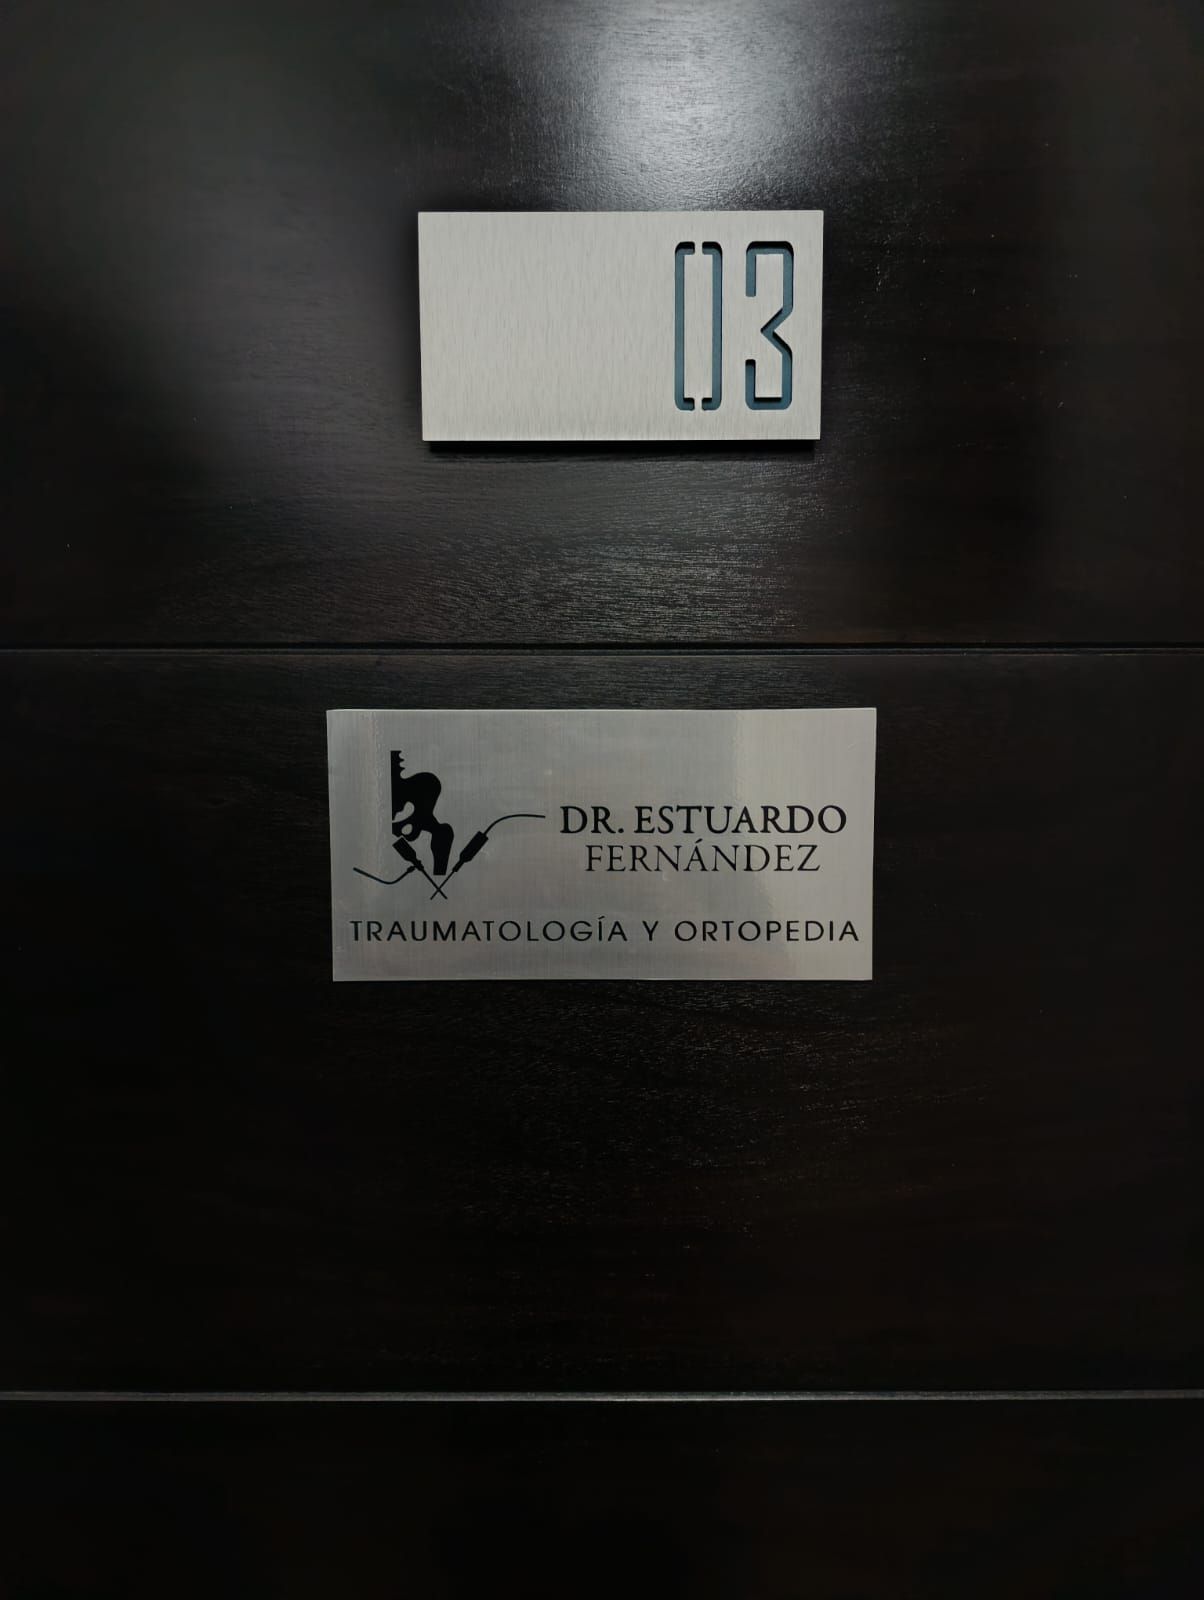 03
DR. ESTUARDO
FERNÁNDEZ
TRAUMATOLOGÍA Y ORTOPEDIA